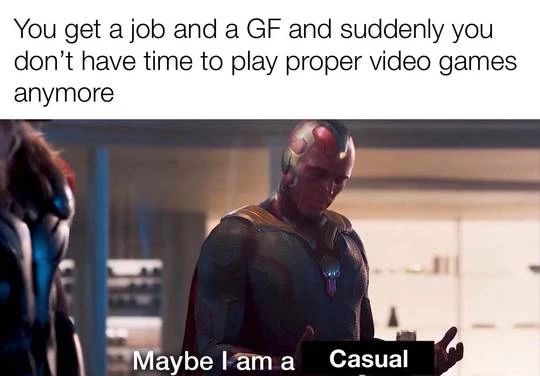 You get a job and a GF and suddenly you
don’t have time to play proper video games
anymore
Maybe I am a Casual